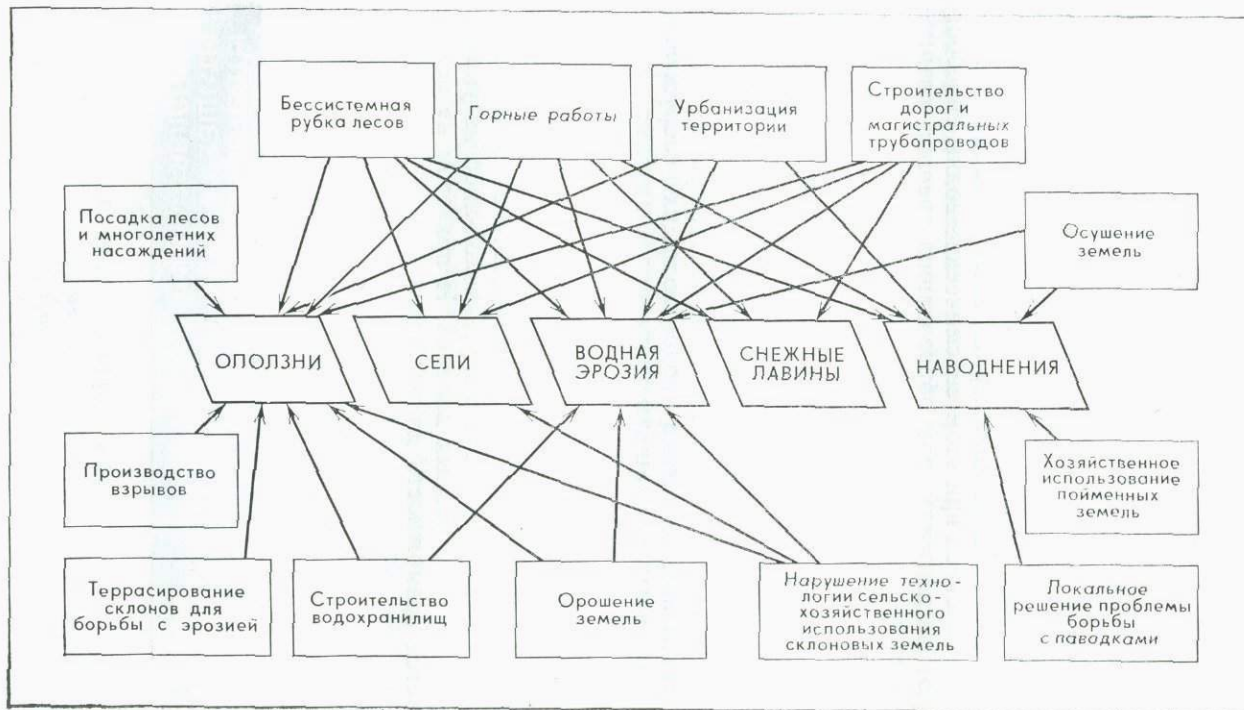 Бессистемная
рубка лесов
Горные работы
Урбанизация
территории
Строительство
дорог и
магистральных
трубопроводов
Посадка лесов
и многолетних
насаждений
Осушение
земель
ОПОЛЗНИ
СЕЛИ
ВОДНАЯ
ЭРОЗИЯ
СНЕЖНЫЕ
ЛАВИНЫ
НАВОДНЕНИЯ
Производство
взрывов
Хозяйственное
использование
пойменных
земель
Террасирование
склонов для
борьбы с эрозией
Строительство
водохранилищ
Орошение
земель
Нарушение техно-
логии сельско-
хозяйственного
использования
склоновых земель
Локальное
решение проблемы
борьбы
с паводками